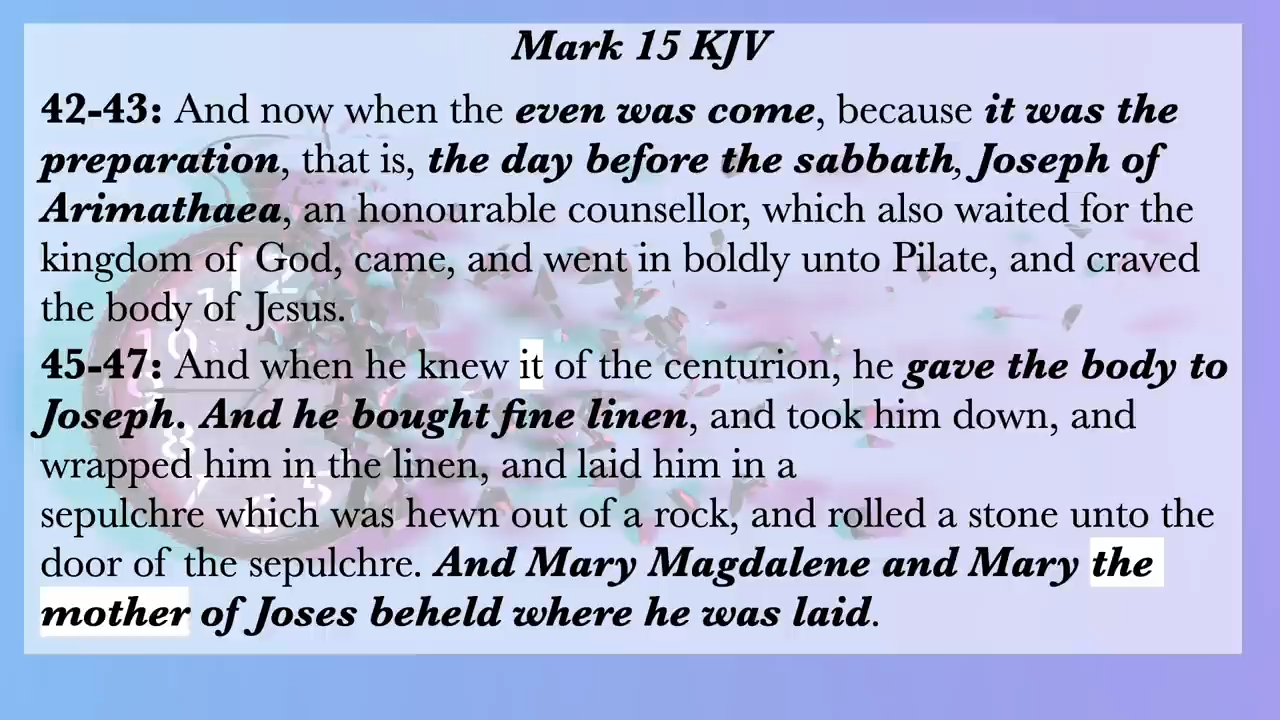 Mark 15 KJV
42-43: And now when the even was come, because it was the
preparation, that is, the day before the sabbath, Joseph of
Arimathaea, an honourable counsellor, which also waited for the
kingdom of God, came, and went in boldly unto Pilate, and craved
the body of Jesus.
45-47: And when he knew it of the centurion, he gave the body to
Joseph. And he bought fine linen, and took him down, and
wrapped him in the linen, and laid him in a
sepulchre which was hewn out of a rock, and rolled a stone unto the
door of the sepulchre. And Mary Magdalene and Mary the
mother of Joses beheld where he was laid.